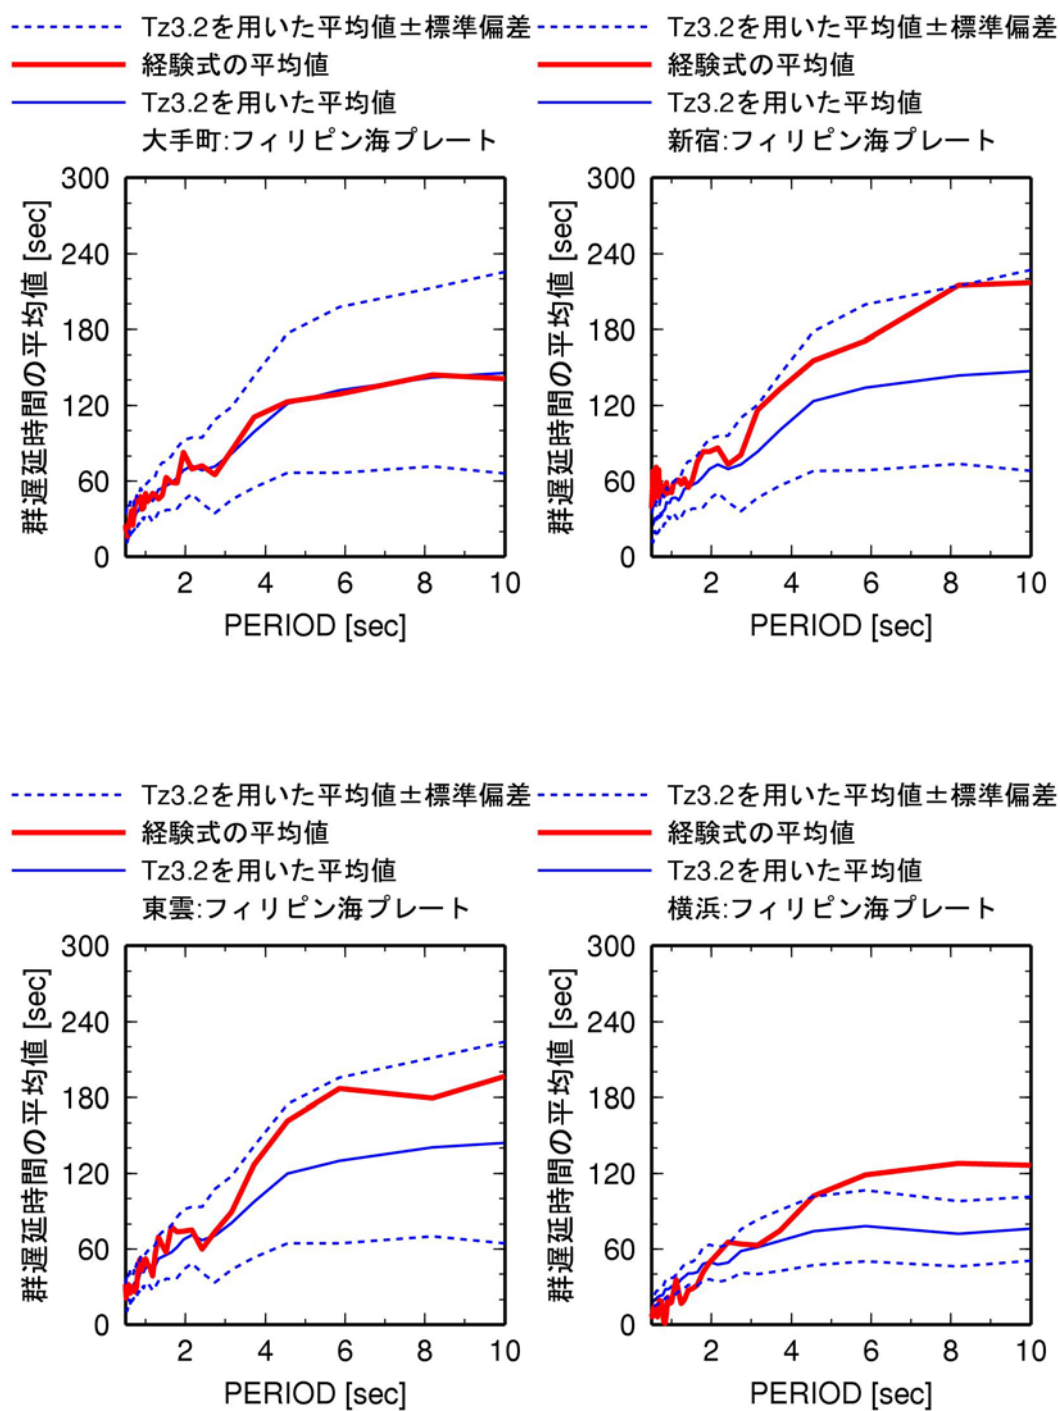 Tz3.2を用いた平均値±標準偏差
経験式の平均値
Tz3.2を用いた平均値
大手町:フィリピン海プレート
300
240
180
120
60
0
群遅延時間の平均値 [sec]
2 4 6 8 10
PERIOD [sec]
Tz3.2を用いた平均値±標準偏差
経験式の平均値
Tz3.2を用いた平均値
新宿:フィリピン海プレート
300
240
180
120
60
0
群遅延時間の平均値 [sec]
2 4 6 8 10
PERIOD [sec]
Tz3.2を用いた平均値±標準偏差
経験式の平均値
Tz3.2を用いた平均値
東雲:フィリピン海プレート
300
240
180
120
60
0
群遅延時間の平均値 [sec]
2 4 6 8 10
PERIOD [sec]
Tz3.2を用いた平均値±標準偏差
経験式の平均値
Tz3.2を用いた平均値
横浜:フィリピン海プレート
300
240
180
120
60
0
群遅延時間の平均値 [sec]
2 4 6 8 10
PERIOD [sec]